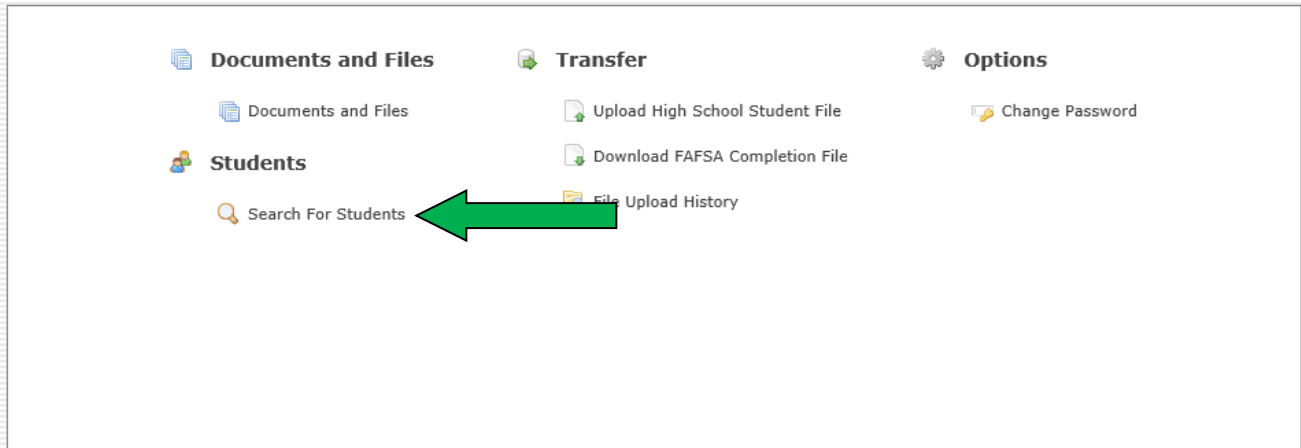 Documents and Files
Documents and Files
Students
Search For Students
Transfer
Upload High School Student File
Download FAFSA Completion File
File Upload History
Options
Change Password